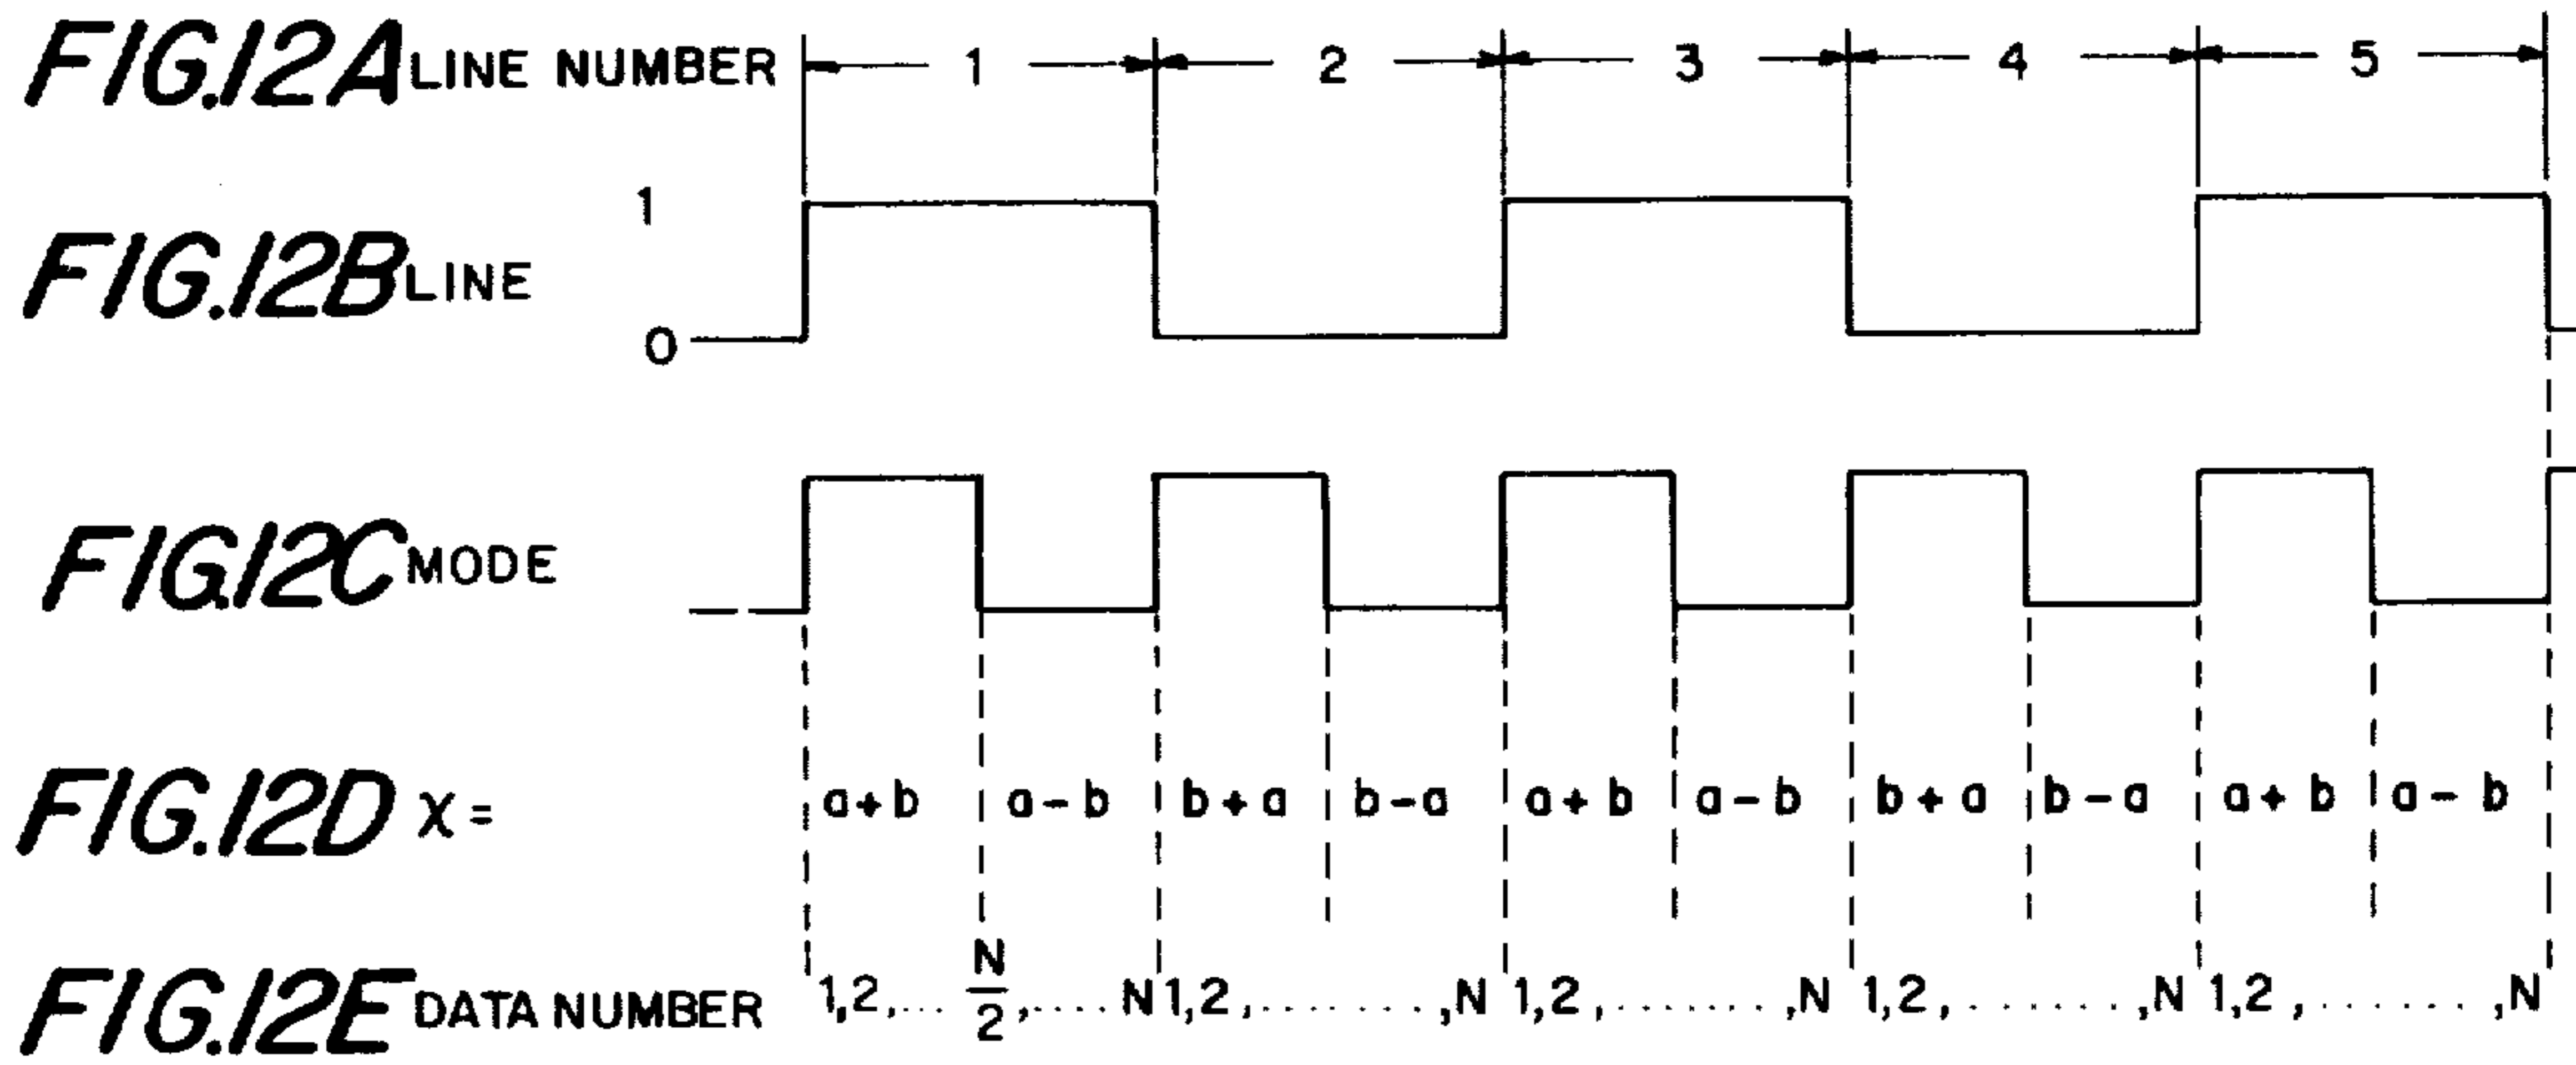 FIG.12A LINE NUMBER 1 2 3 4 5
1
FIG.12B LINE
0
FIG.12C MODE
FIG.12D χ = a+b a-b b+a b-a a+b a-b b+a b-a a+b a-b
FIG.12E DATA NUMBER 1,2,... N/2 ,.... N 1,2,.......,N 1,2,.......,N 1,2,.......,N 1,2,.......,N